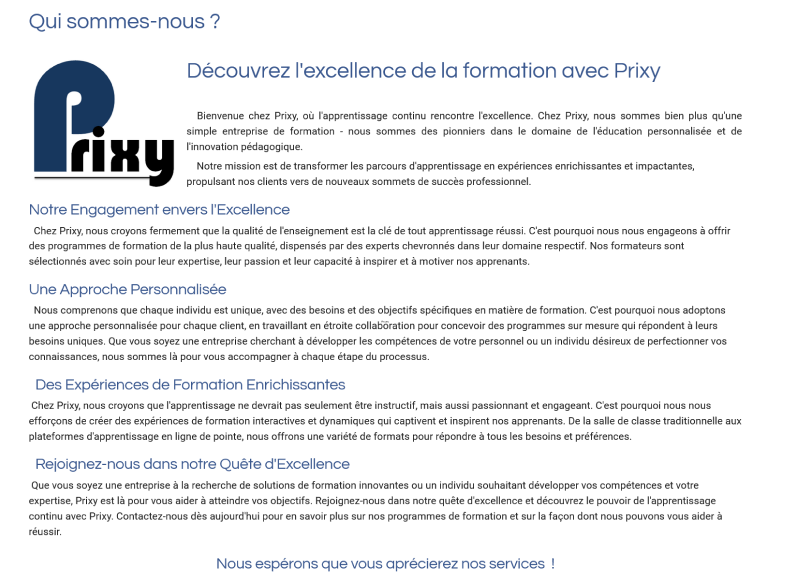 Qui sommes-nous ?
Prixy
Découvrez l'excellence de la formation avec Prixy
Bienvenue chez Prixy, où l'apprentissage continu rencontre l'excellence. Chez Prixy, nous sommes bien plus qu'une
simple entreprise de formation - nous sommes des pionniers dans le domaine de l'éducation personnalisée et de
l'innovation pédagogique.
Notre mission est de transformer les parcours d'apprentissage en expériences enrichissantes et impactantes,
propulsant nos clients vers de nouveaux sommets de succès professionnel.
Notre Engagement envers l'Excellence
Chez Prixy, nous croyons fermement que la qualité de l'enseignement est la clé de tout apprentissage réussi. C'est pourquoi nous nous engageons à offrir
des programmes de formation de la plus haute qualité, dispensés par des experts chevronnés dans leur domaine respectif. Nos formateurs sont
sélectionnés avec soin pour leur expertise, leur passion et leur capacité à inspirer et à motiver nos apprenants.
Une Approche Personnalisée
Nous comprenons que chaque individu est unique, avec des besoins et des objectifs spécifiques en matière de formation. C'est pourquoi nous adoptons
une approche personnalisée pour chaque client, en travaillant en étroite collaboration pour concevoir des programmes sur mesure qui répondent à leurs
besoins uniques. Que vous soyez une entreprise cherchant à développer les compétences de votre personnel ou un individu désireux de perfectionner vos
connaissances, nous sommes là pour vous accompagner à chaque étape du processus.
Des Expériences de Formation Enrichissantes
Chez Prixy, nous croyons que l'apprentissage ne devrait pas seulement être instructif, mais aussi passionnant et engageant. C'est pourquoi nous nous
efforçons de créer des expériences de formation interactives et dynamiques qui captivent et inspirent nos apprenants. De la salle de classe traditionnelle aux
plateformes d'apprentissage en ligne de pointe, nous offrons une variété de formats pour répondre à tous les besoins et préférences.
Rejoignez-nous dans notre Quête d'Excellence
Que vous soyez une entreprise à la recherche de solutions de formation innovantes ou un individu souhaitant développer vos compétences et votre
expertise, Prixy est là pour vous aider à atteindre vos objectifs. Rejoignez-nous dans notre quête d'excellence et découvrez le pouvoir de l'apprentissage
continu avec Prixy. Contactez-nous dès aujourd'hui pour en savoir plus sur nos programmes de formation et sur la façon dont nous pouvons vous aider à
réussir.
Nous espérons que vous aprécierez nos services !